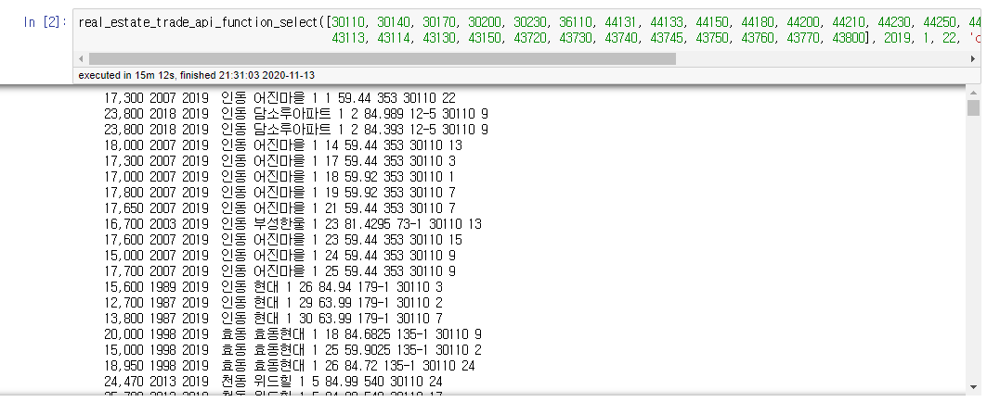 In [2]: real_estate_trade_api_function_select([30110, 30140, 30170, 30200, 30230, 36110, 44131, 44133, 44150, 44180, 44200, 44210, 44230, 44250, 44
43113, 43114, 43130, 43150, 43720, 43730, 43740, 43745, 43750, 43760, 43770, 43800], 2019, 1, 22, 'c
executed in 15m 12s, finished 21:31:03 2020-11-13
17,300 2007 2019 인동 어진마을 1 1 59.44 353 30110 22
23,800 2018 2019 인동 담소루아파트 1 2 84.989 12-5 30110 9
23,800 2018 2019 인동 담소루아파트 1 2 84.393 12-5 30110 9
18,000 2007 2019 인동 어진마을 1 14 59.44 353 30110 13
17,300 2007 2019 인동 어진마을 1 17 59.44 353 30110 3
17,000 2007 2019 인동 어진마을 1 18 59.92 353 30110 1
17,800 2007 2019 인동 어진마을 1 19 59.92 353 30110 7
17,650 2007 2019 인동 어진마을 1 21 59.44 353 30110 7
16,700 2003 2019 인동 부성한울 1 23 81.4295 73-1 30110 13
17,600 2007 2019 인동 어진마을 1 23 59.44 353 30110 15
15,000 2007 2019 인동 어진마을 1 24 59.44 353 30110 9
17,700 2007 2019 인동 어진마을 1 25 59.44 353 30110 9
15,600 1989 2019 인동 현대 1 26 84.94 179-1 30110 3
12,700 1987 2019 인동 현대 1 29 63.99 179-1 30110 2
13,800 1987 2019 인동 현대 1 30 63.99 179-1 30110 7
20,000 1998 2019 효동 효동현대 1 18 84.6825 135-1 30110 9
15,000 1998 2019 효동 효동현대 1 25 59.9025 135-1 30110 2
18,950 1998 2019 효동 효동현대 1 26 84.72 135-1 30110 24
24,470 2013 2019 천동 위드힐 1 5 84.99 540 30110 24